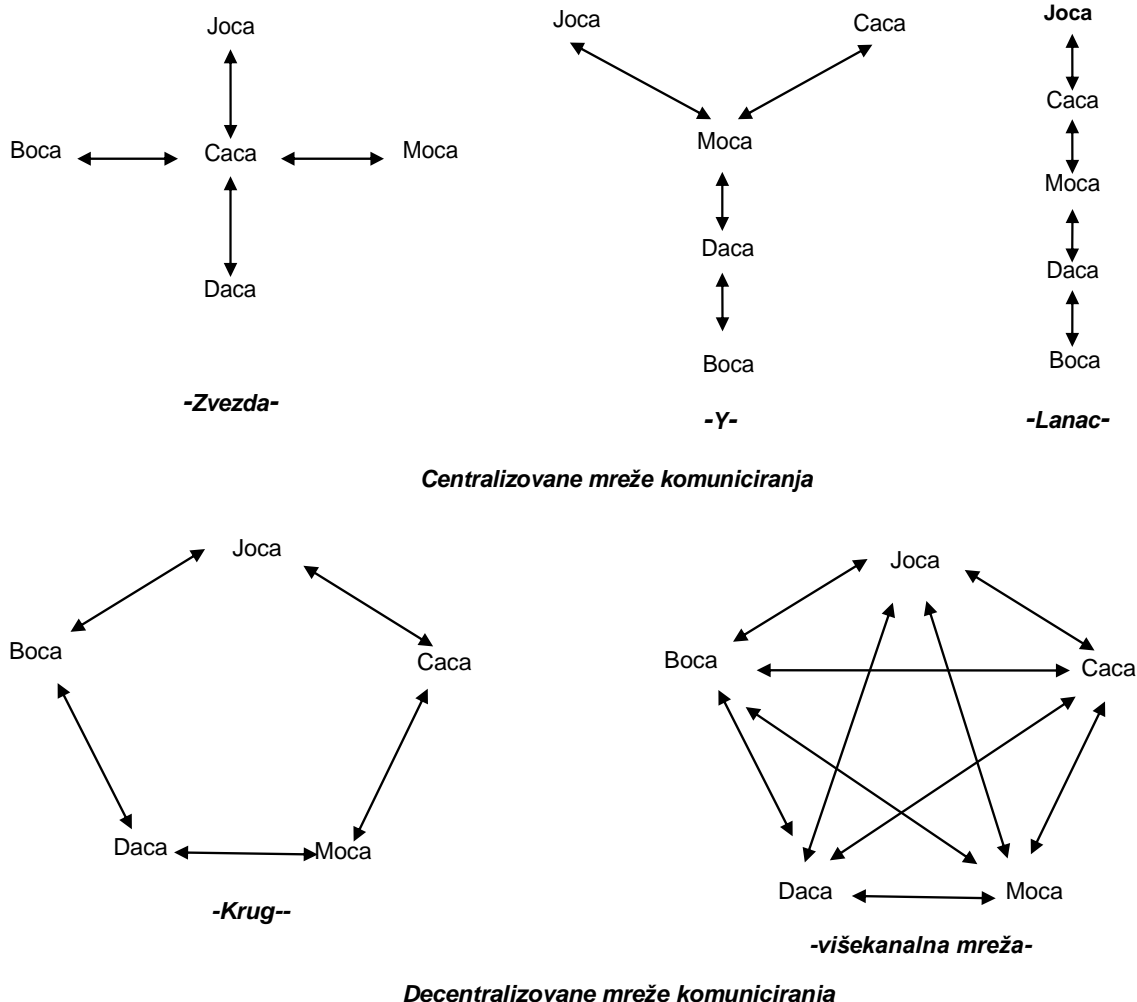 Joca
Boca Caca Moca
Daca
-Zvezda-
Joca Caca
Moca
Daca
Boca
-Y-
Joca
Caca
Moca
Daca
Boca
-Lanac-
Centralizovane mreže komuniciranja
Joca
Boca Caca
Daca Moca
-Krug--
Joca
Boca Caca
Daca Moca
-višekanalna mreža-
Decentralizovane mreže komuniciranja